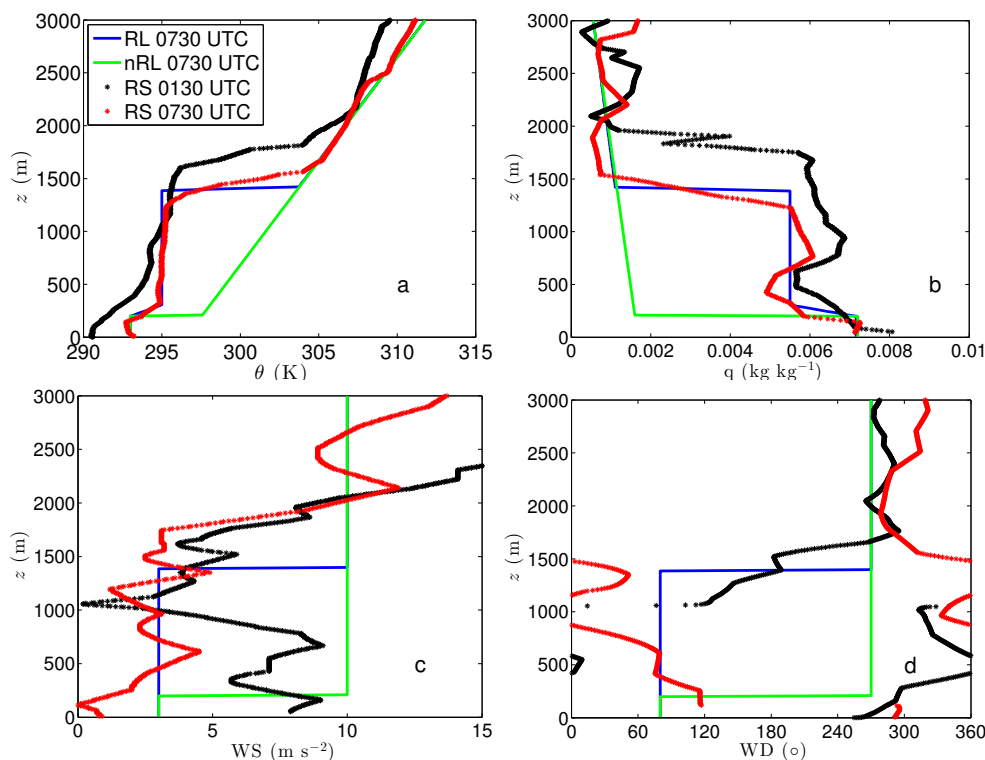 3000
2500
2000
1500
1000
500
0
z (m)
RL 0730 UTC
nRL 0730 UTC
RS 0130 UTC
RS 0730 UTC
a
290 295 300 305 310 315
θ (K)
3000
2500
2000
1500
1000
500
0
z (m)
b
0 0.002 0.004 0.006 0.008 0.01
q (kg kg⁻¹)
3000
2500
2000
1500
1000
500
0
z (m)
c
0 5 10 15
WS (m s⁻²)
3000
2500
2000
1500
1000
500
0
z (m)
d
0 60 120 180 240 300 360
WD (○)